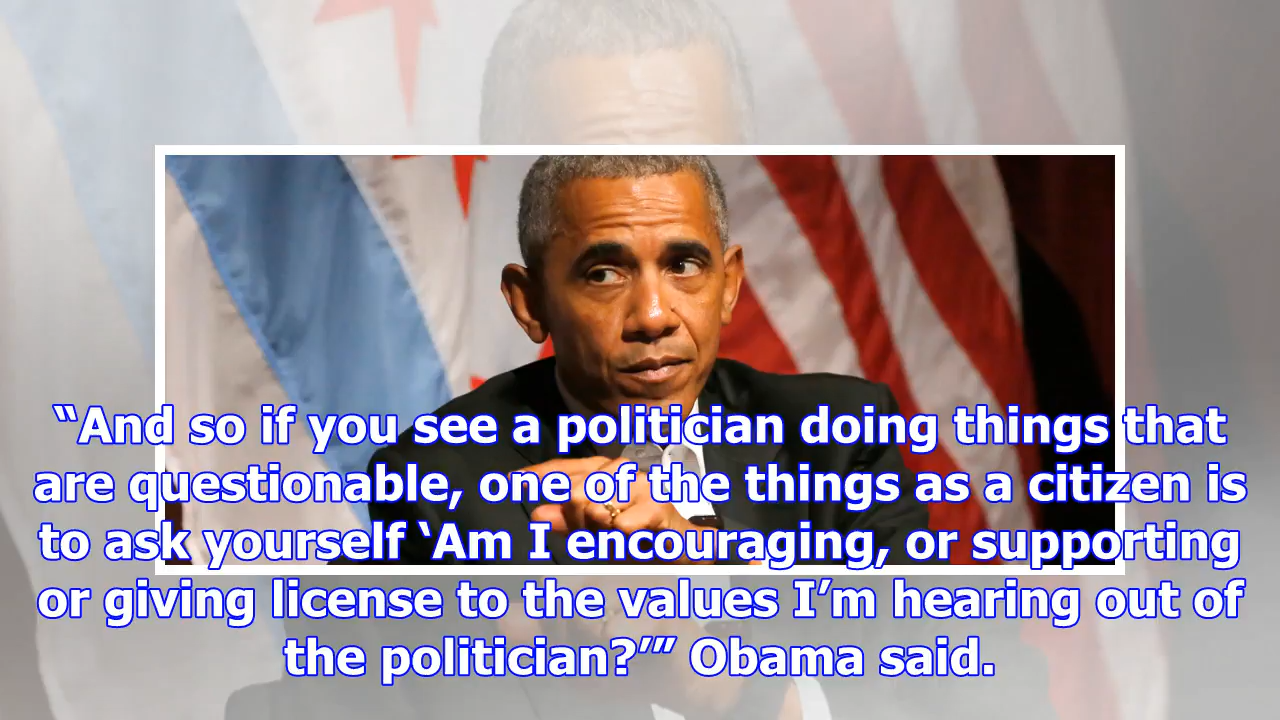 “And so if you see a politician doing things that
are questionable, one of the things as a citizen is
to ask yourself ‘Am I encouraging, or supporting
or giving license to the values I’m hearing out of
the politician?’” Obama said.